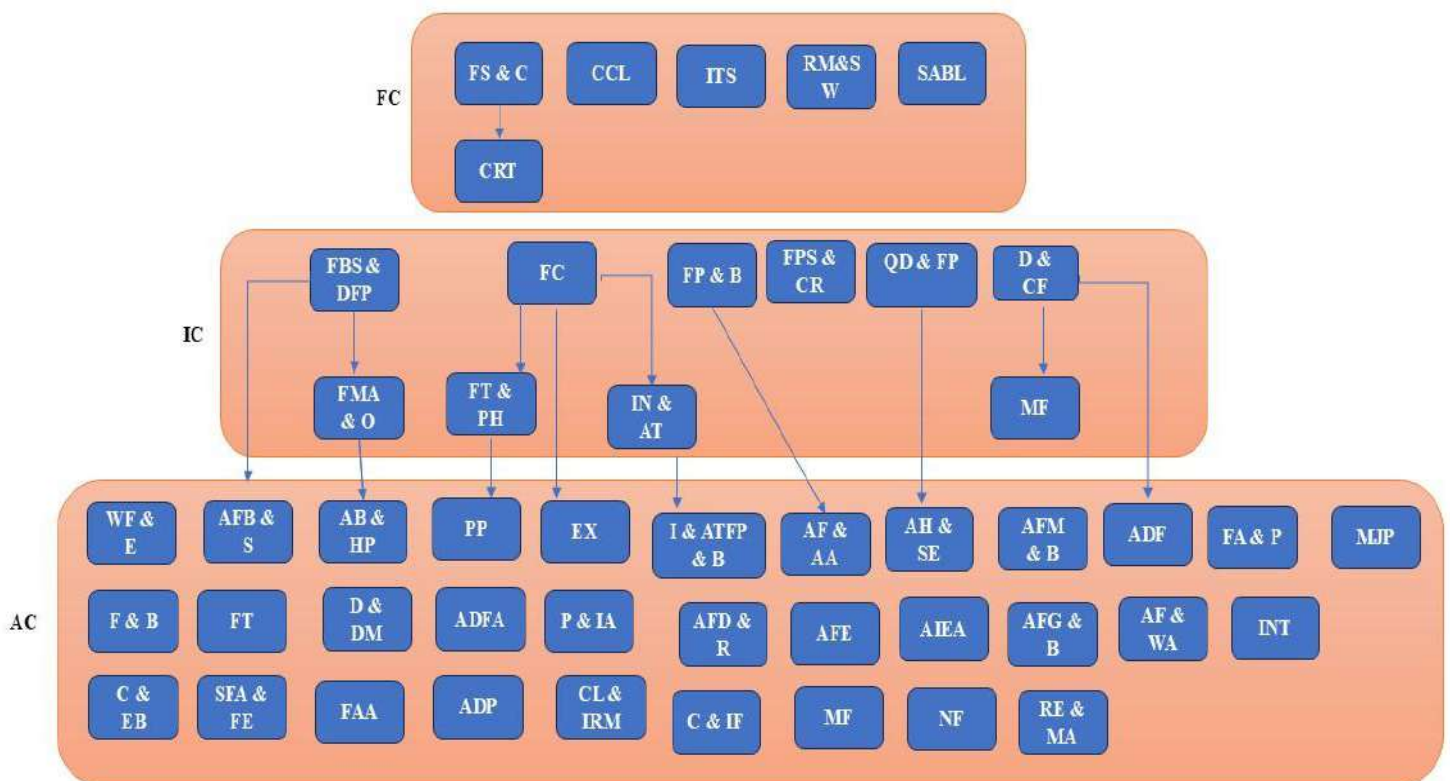 FC
FS & C
CCL
ITS
RM&S
W
SABL
CRT
IC
FBS &
DFP
FC
FP & B
FPS &
CR
QD & FP
D &
CF
FMA
& O
FT &
PH
IN &
AT
MF
AC
WF &
E
AFB &
S
AB &
HP
PP
EX
I & ATFP
& B
AF &
AA
AH &
SE
AFM
& B
ADF
FA & P
MJP
F & B
FT
D &
DM
ADFA
P & IA
AFD &
R
AFE
AIEA
AFG &
B
AF &
WA
INT
C &
EB
SFA &
FE
FAA
ADP
CL &
IRM
C & IF
MF
NF
RE &
MA